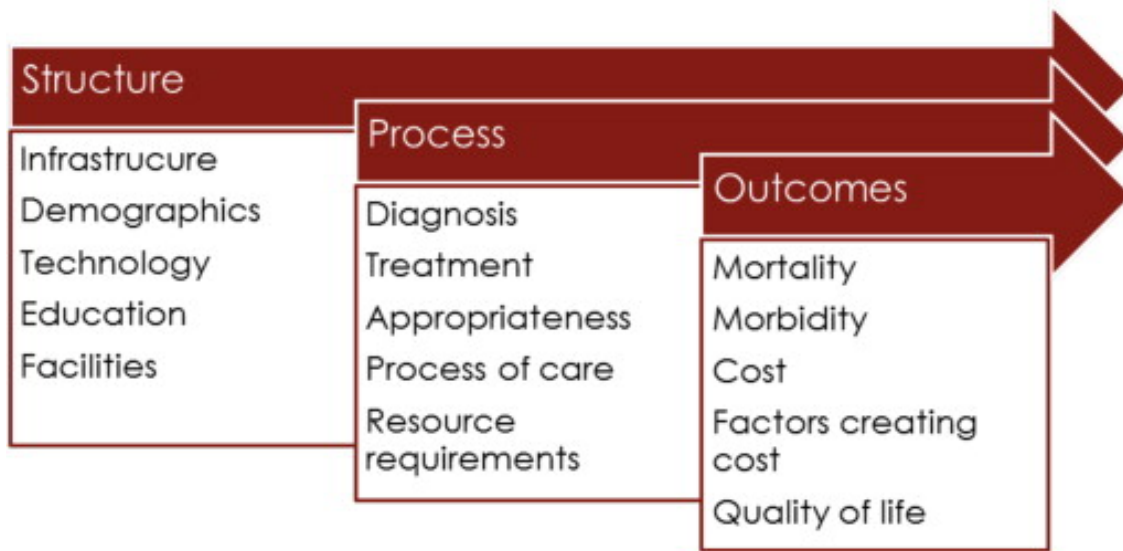 Structure
Infrastrucure
Demographics
Technology
Education
Facilities
Process
Diagnosis
Treatment
Appropriateness
Process of care
Resource
requirements
Outcomes
Mortality
Morbidity
Cost
Factors creating
cost
Quality of life